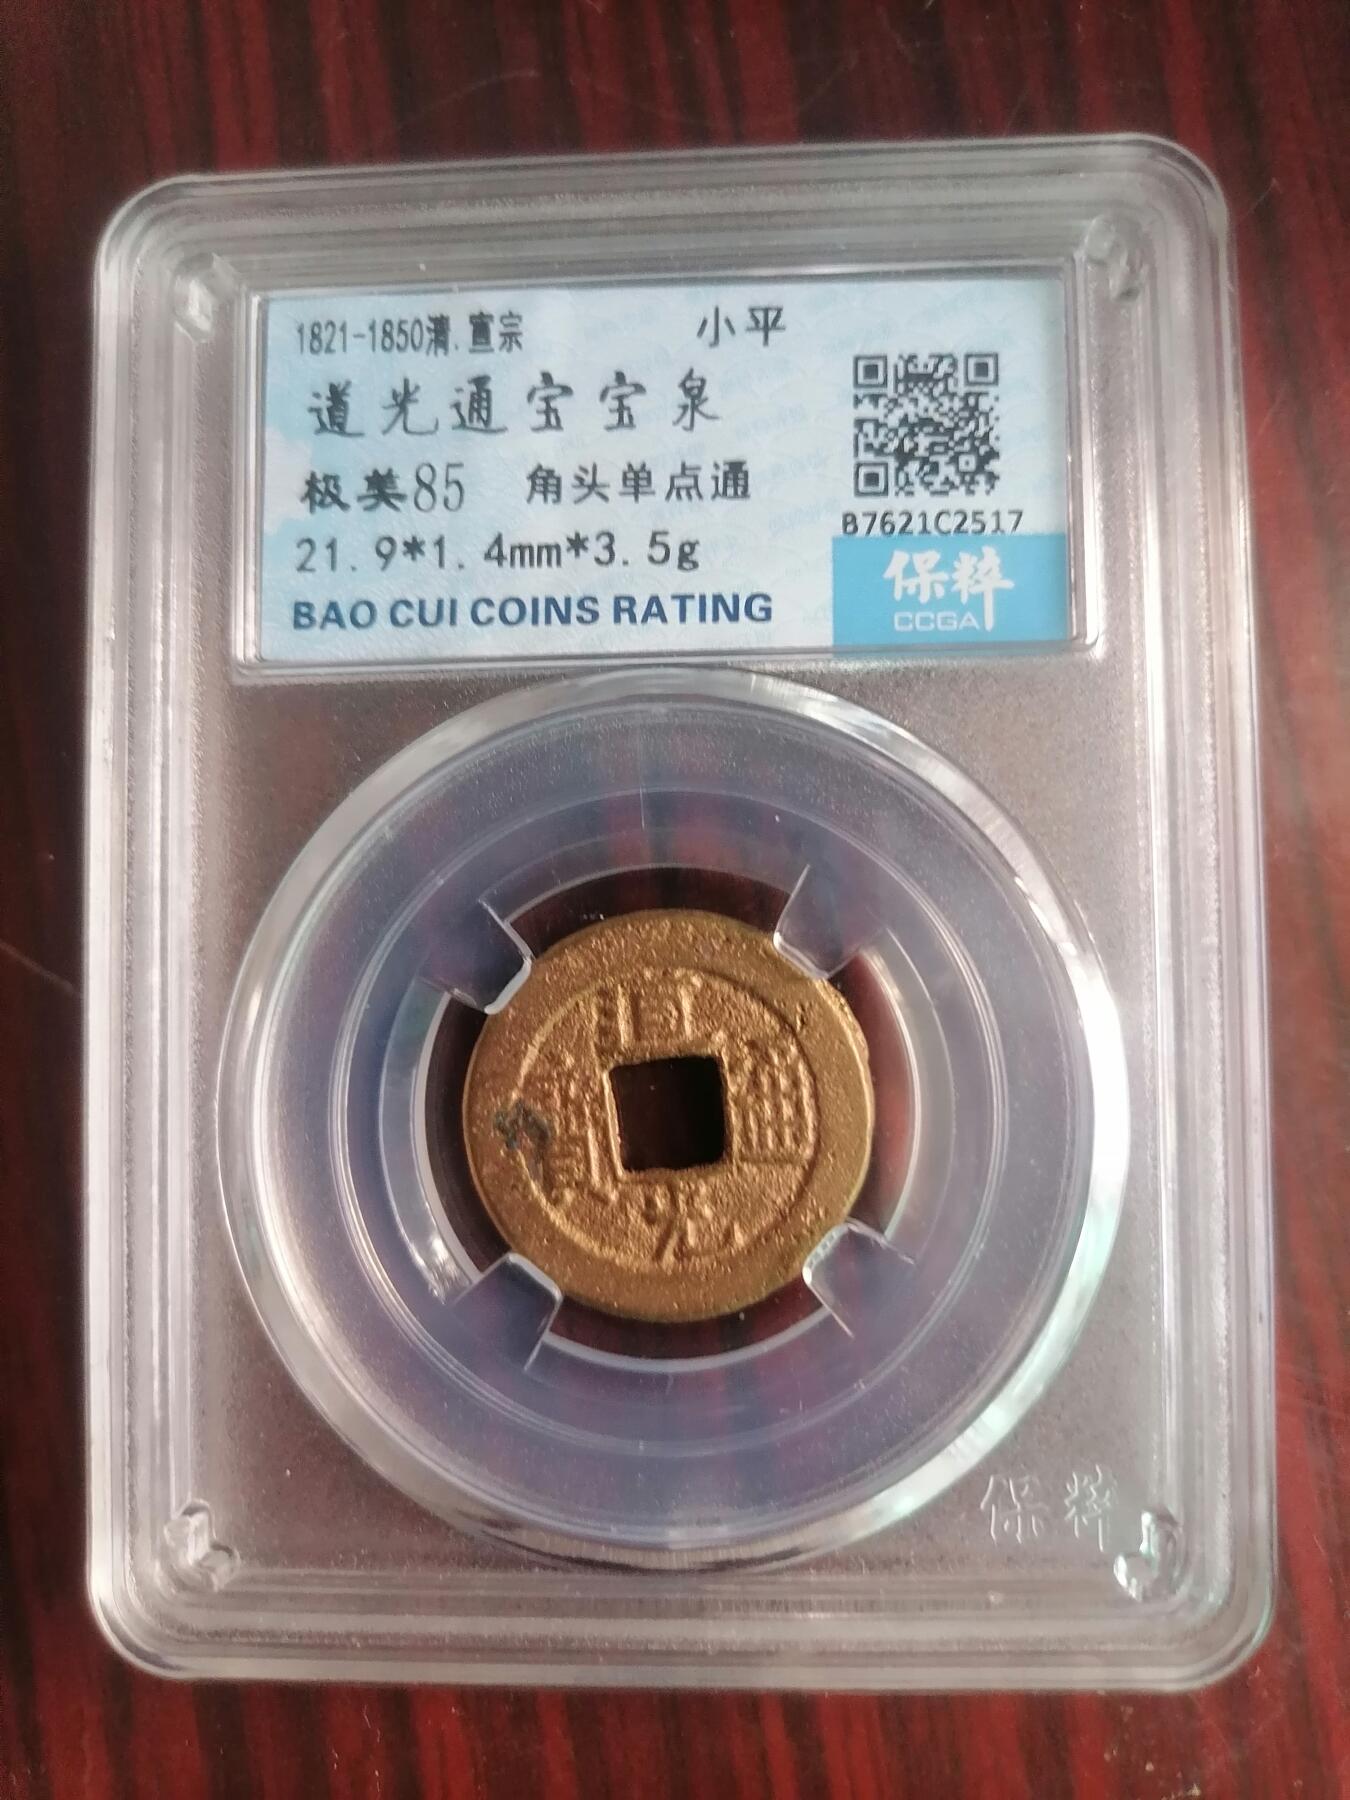 1821-1850清.宣宗 小平
道光通宝宝泉
极美85 角头单点通
21.9*1.4mm*3.5g
B7621C2517
BAO CUI COINS RATING
保粹
CCGA
道光通寶
保粹